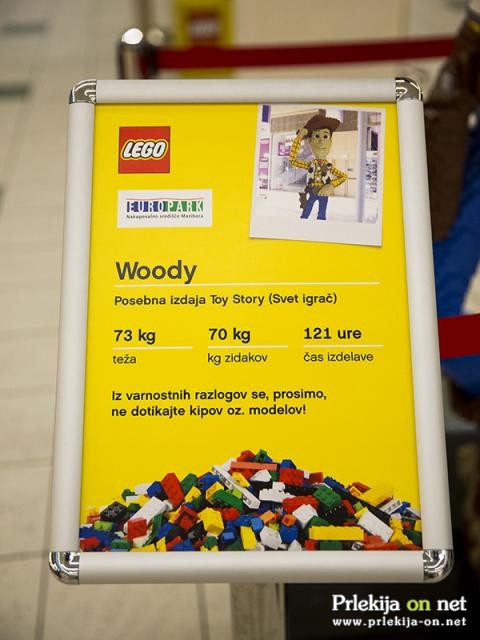 LEGO
EUROPARK
Nakupovalno središče Maribora
Woody
Posebna izdaja Toy Story (Svet igrač)
73 kg 70 kg 121 ure
teža kg zidakov čas izdelave
Iz varnostnih razlogov se, prosimo,
ne dotikajte kipov oz. modelov!
Prlekija on net
www.prlekija-on.net